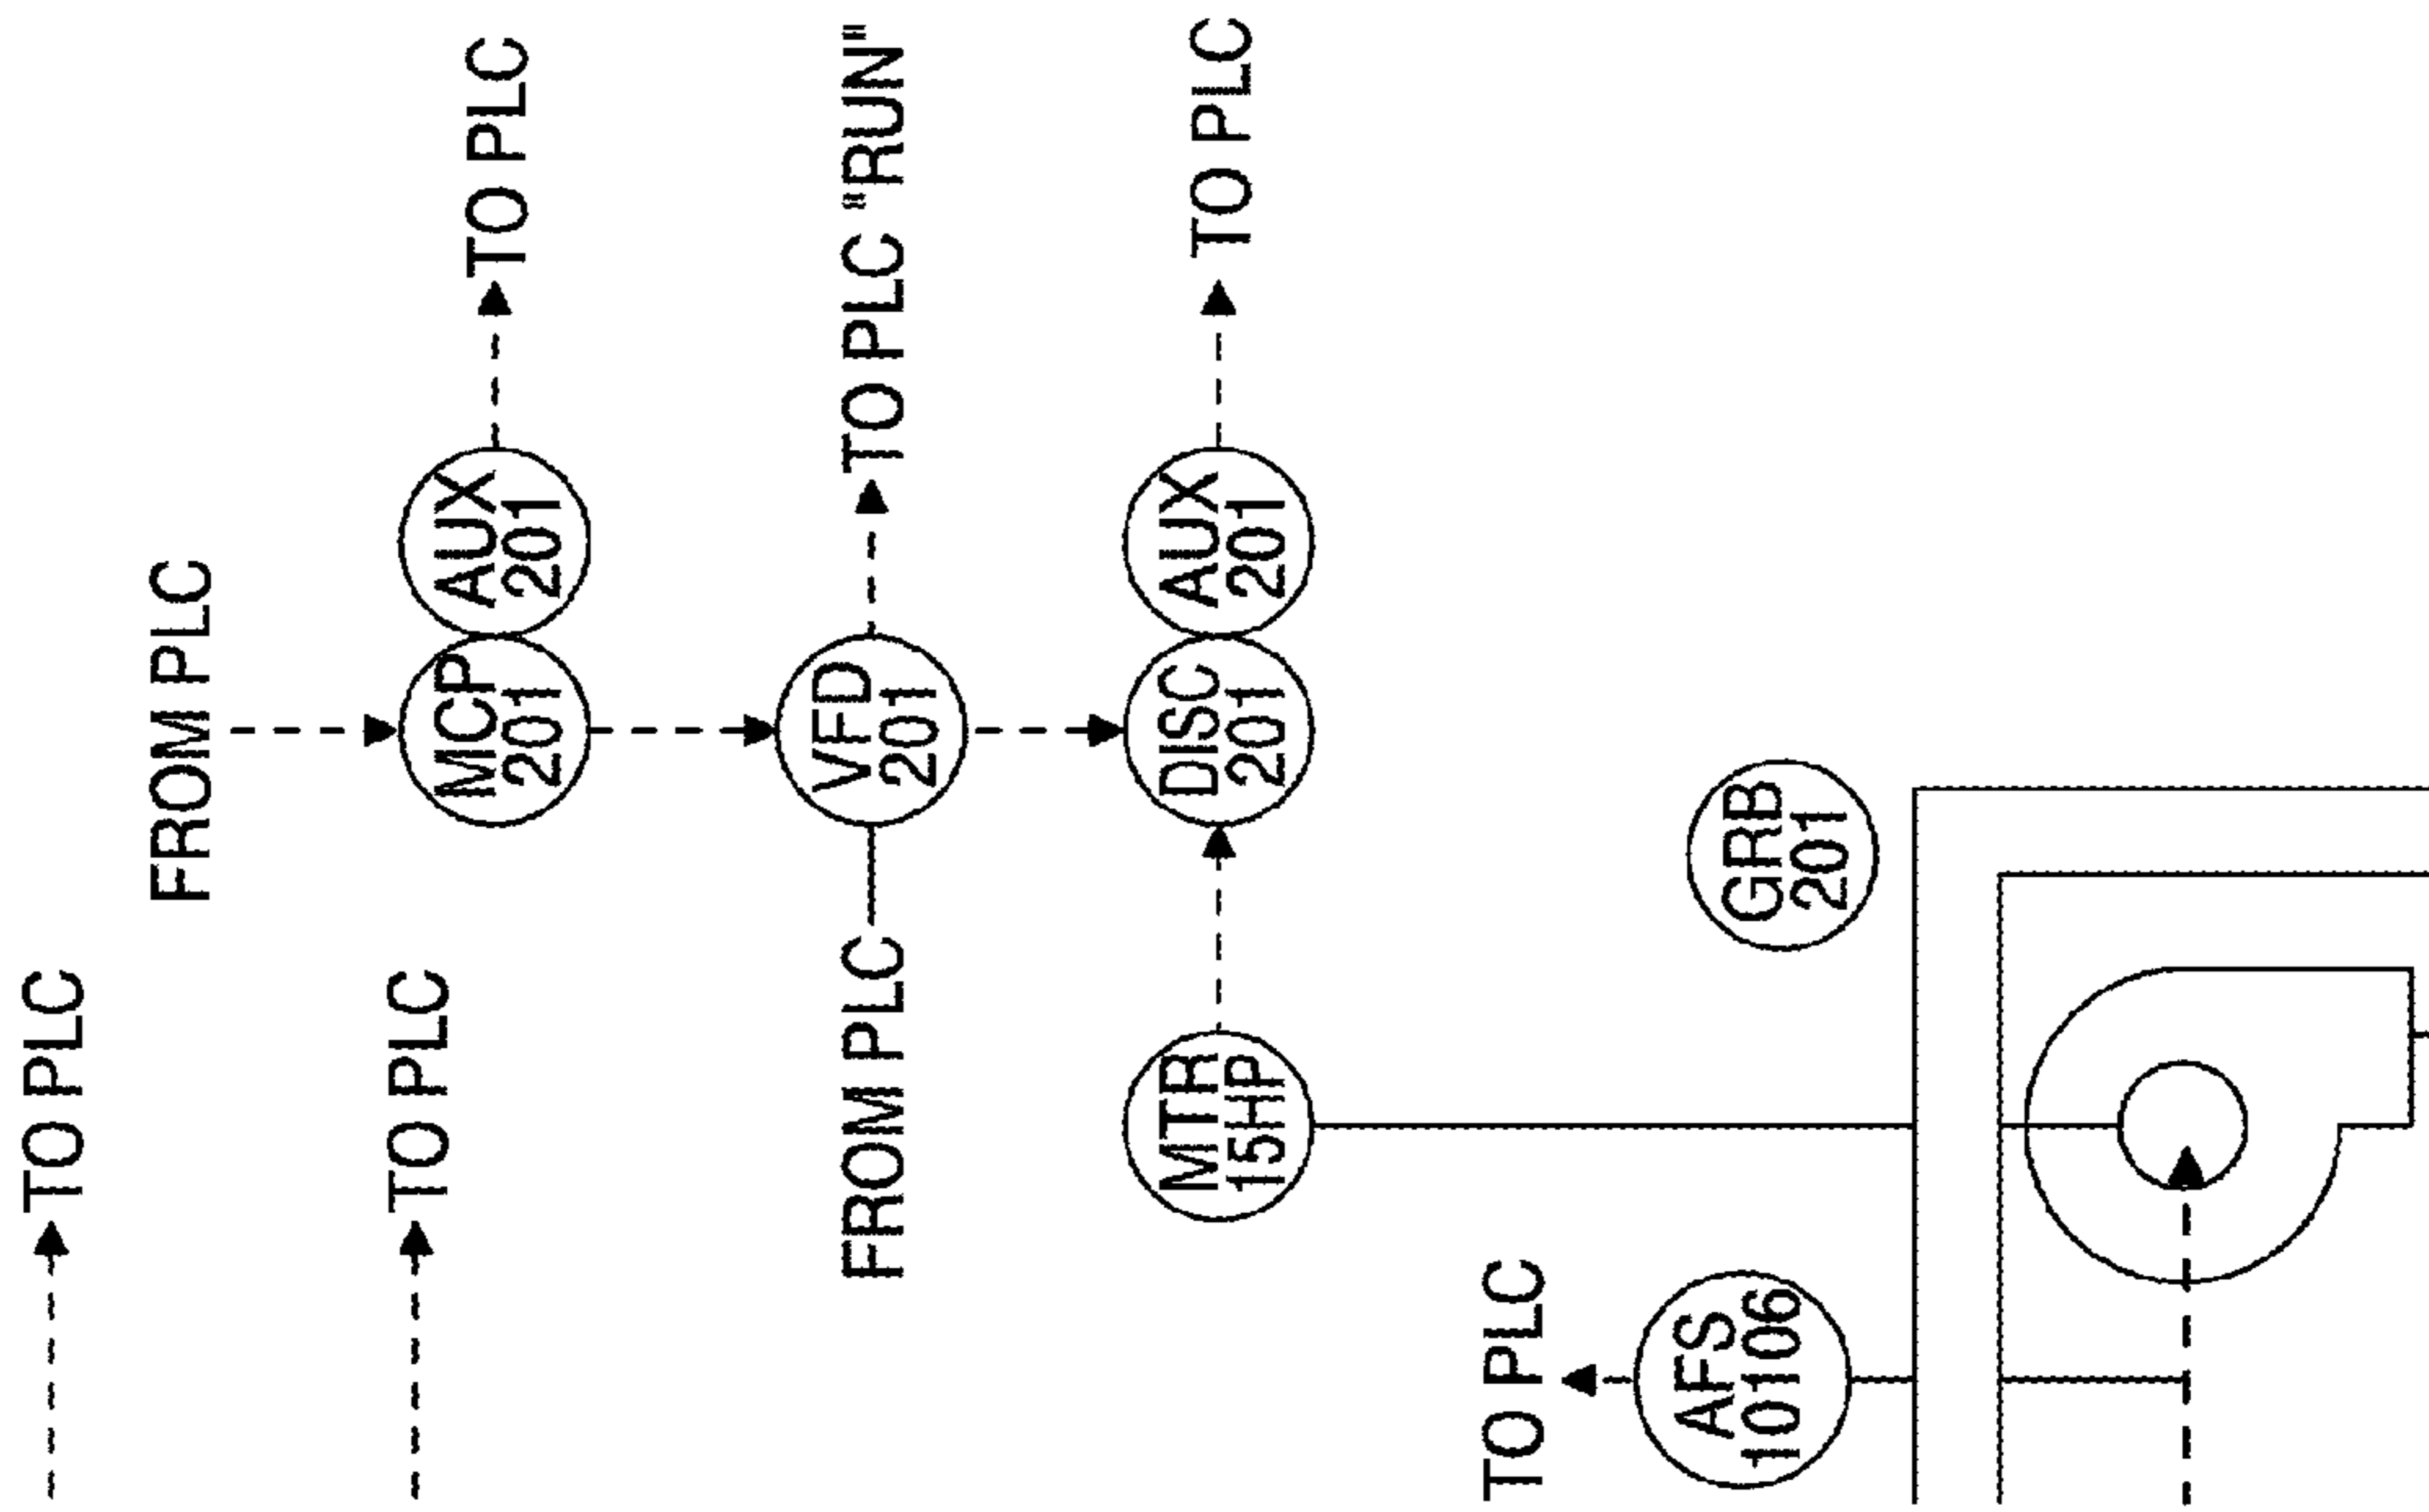 TO PLC
TO PLC
FROM PLC
MCP
201
AUX
201
TO PLC
FROM PLC
VFD
201
TO PLC "RUN"
MTR
15HP
DISC
201
AUX
201
TO PLC
TO PLC
AFS
10106
GRB
201